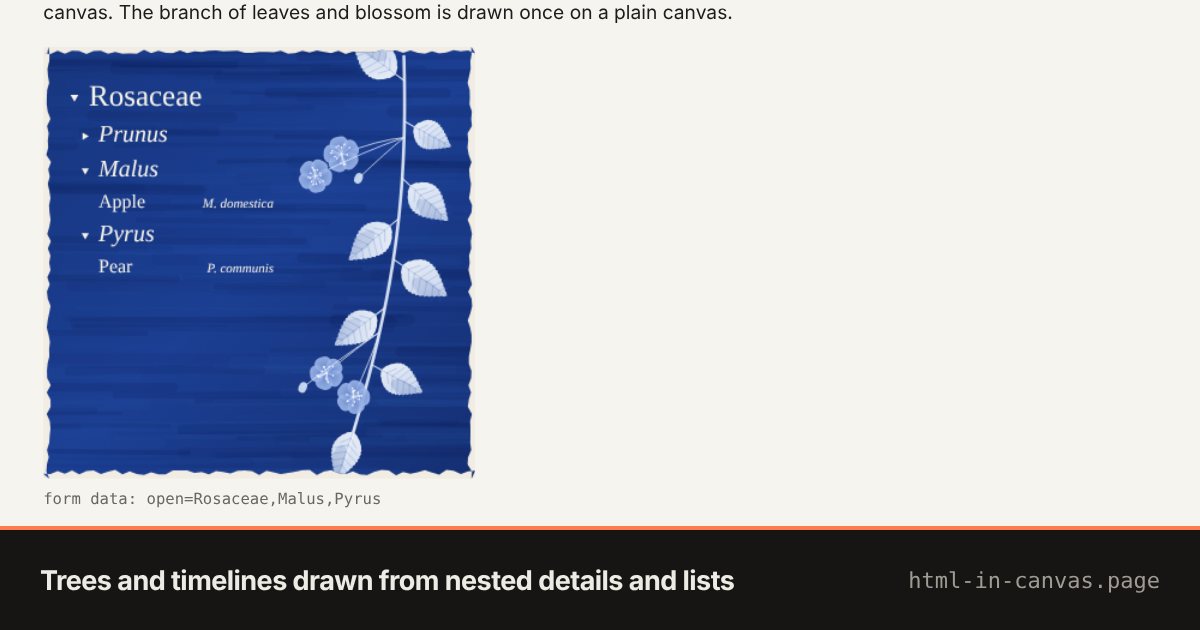 canvas. The branch of leaves and blossom is drawn once on a plain canvas.
▾ Rosaceae
▸ Prunus
▾ Malus
Apple M. domestica
▾ Pyrus
Pear P. communis
form data: open=Rosaceae,Malus,Pyrus
Trees and timelines drawn from nested details and lists html-in-canvas.page